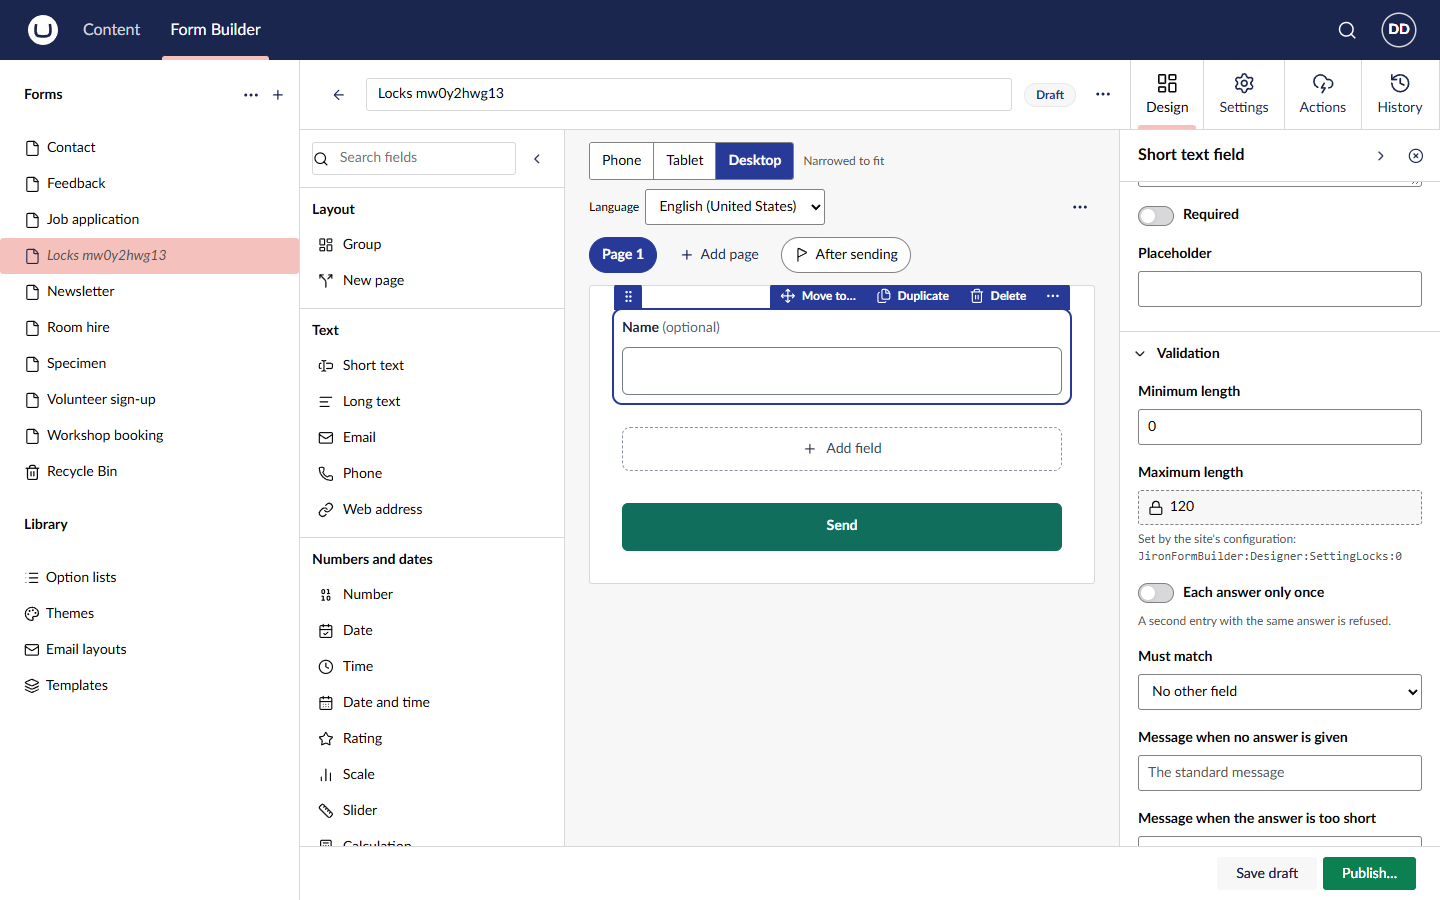 Content
Form Builder
DD
Forms
Contact
Feedback
Job application
Locks mw0y2hwg13
Newsletter
Room hire
Specimen
Volunteer sign-up
Workshop booking
Recycle Bin
Library
Option lists
Themes
Email layouts
Templates
Locks mw0y2hwg13
Draft
Design
Settings
Actions
History
Search fields
Layout
Group
New page
Text
Short text
Long text
Email
Phone
Web address
Numbers and dates
Number
Date
Time
Date and time
Rating
Scale
Slider
Calculation
Phone
Tablet
Desktop
Narrowed to fit
Language
English (United States)
Page 1
Add page
After sending
Move to...
Duplicate
Delete
Name (optional)
Add field
Send
Short text field
Required
Placeholder
Validation
Minimum length
0
Maximum length
120
Set by the site's configuration:
JironFormBuilder:Designer:SettingLocks:0
Each answer only once
A second entry with the same answer is refused.
Must match
No other field
Message when no answer is given
The standard message
Message when the answer is too short
Save draft
Publish...